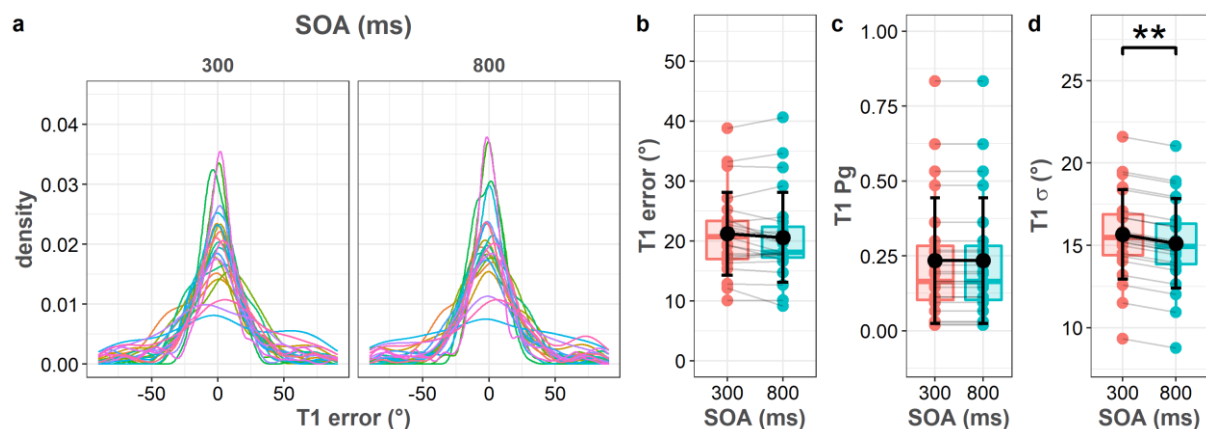 a
SOA (ms)
300
800
density
0.04
0.03
0.02
0.01
0.00
-50
0
50
-50
0
50
T1 error (°)
b
T1 error (°)
50
40
30
20
10
0
300 800
SOA (ms)
c
T1 Pg
1.00
0.75
0.50
0.25
0.00
300 800
SOA (ms)
d
**
T1 σ (°)
25
20
15
10
300 800
SOA (ms)